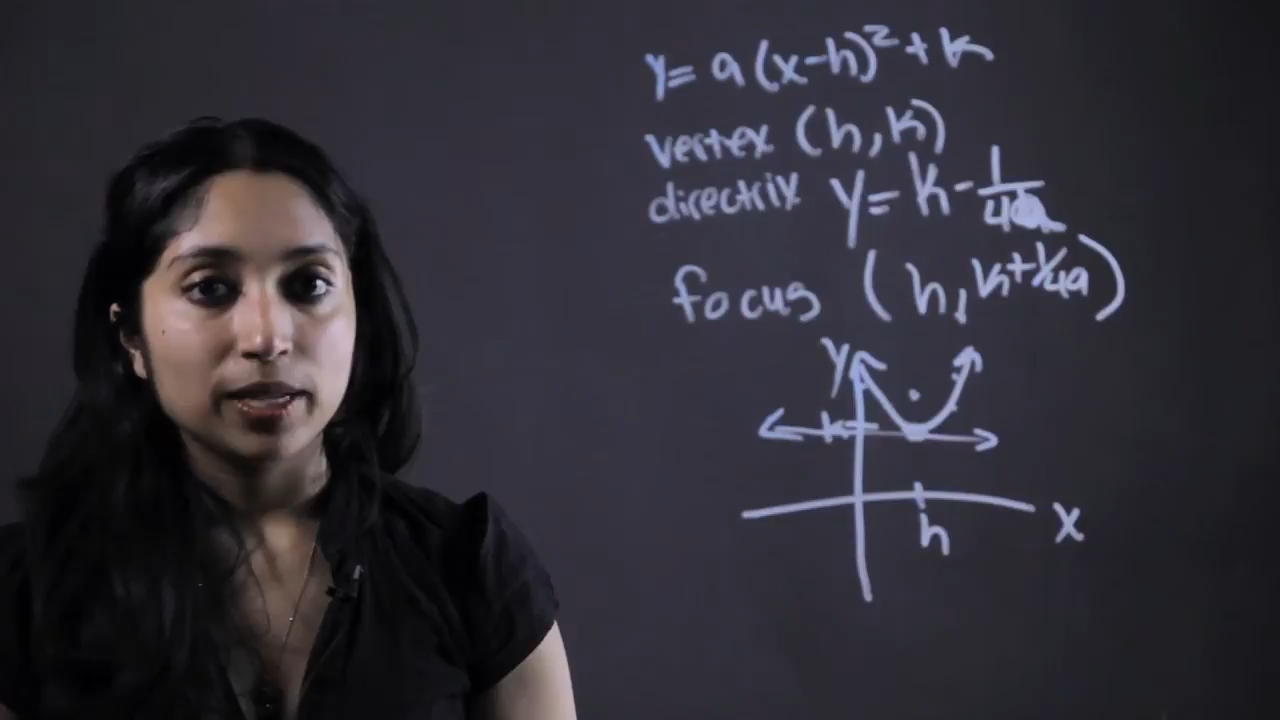 y = a(x-h)² + k
vertex (h, k)
directrix y = k - 1/4a
focus (h, k + 1/4a)
y
k
h
x